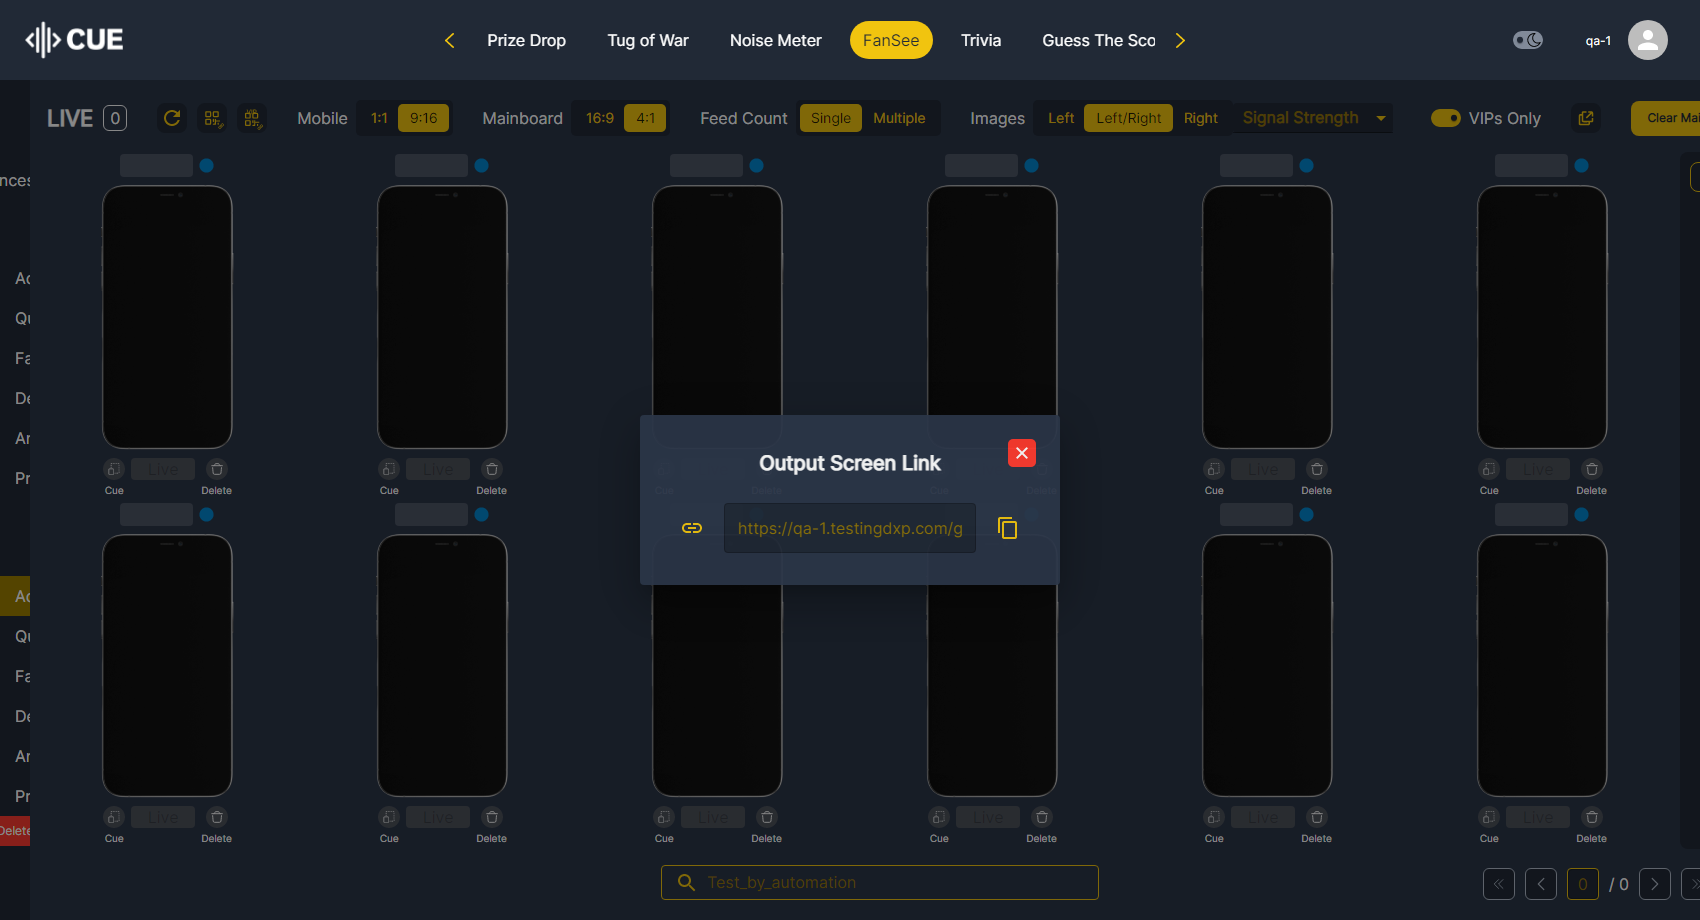 CUE
Prize Drop Tug of War Noise Meter FanSee Trivia Guess The Sco
qa-1
LIVE 0 Mobile 1:1 9:16 Mainboard 16:9 4:1 Feed Count Single Multiple Images Left Left/Right Right Signal Strength VIPs Only Clear Mai
nces
Ac
Qu
Fa
De
An
Pr
Live Live Live Live
Cue Delete Cue Delete Cue Delete Cue Delete Cue Delete Cue Delete
Output Screen Link
https://qa-1.testingdxp.com/g
Ac
Qu
Fa
De
An
Pr
Delete
Live Live Live Live Live Live
Cue Delete Cue Delete Cue Delete Cue Delete Cue Delete Cue Delete
Test_by_automation
0 / 0